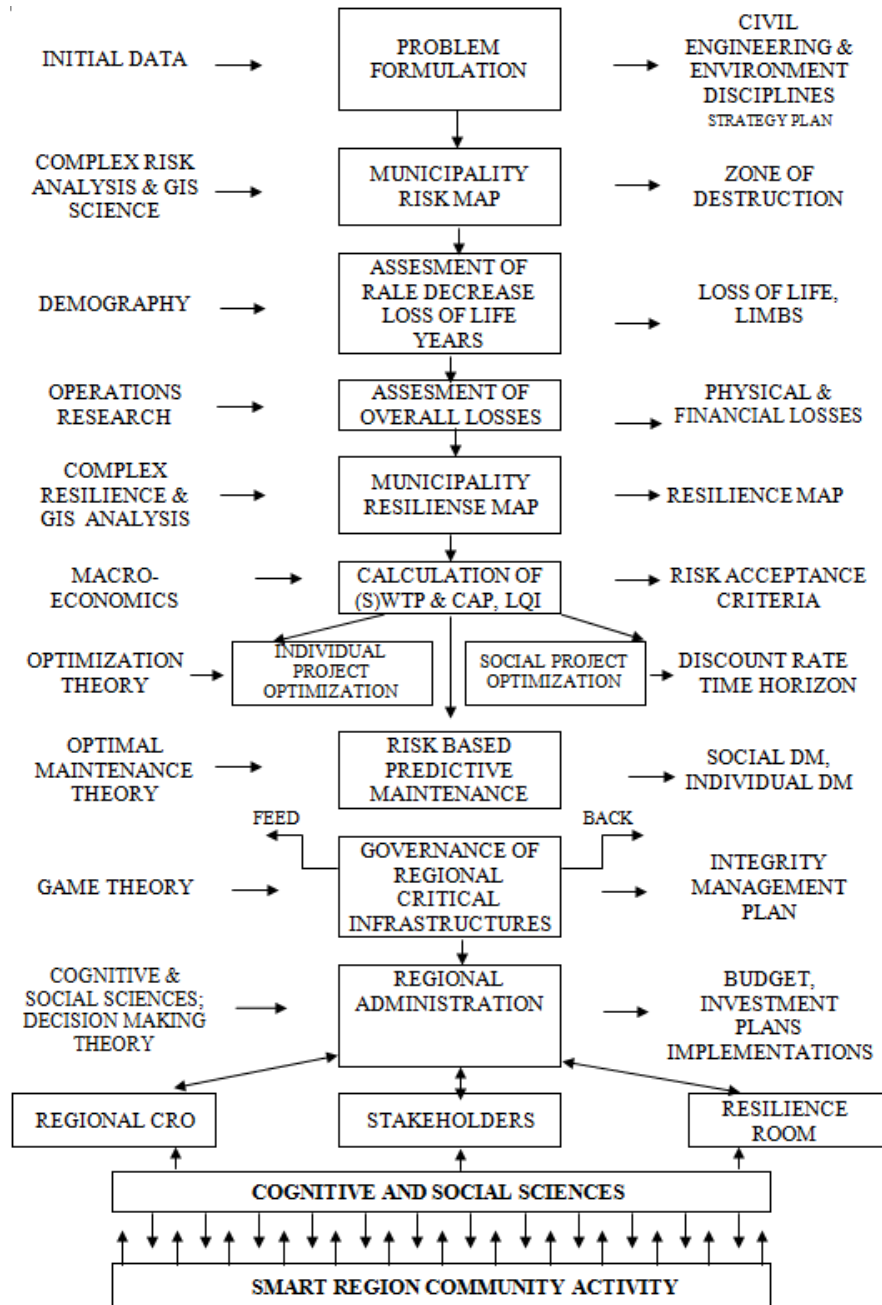 INITIAL DATA
PROBLEM
FORMULATION
CIVIL
ENGINEERING &
ENVIRONMENT
DISCIPLINES
STRATEGY PLAN
COMPLEX RISK
ANALYSIS & GIS
SCIENCE
MUNICIPALITY
RISK MAP
ZONE OF
DESTRUCTION
DEMOGRAPHY
ASSESMENT OF
RALE DECREASE
LOSS OF LIFE
YEARS
LOSS OF LIFE,
LIMBS
OPERATIONS
RESEARCH
ASSESMENT OF
OVERALL LOSSES
PHYSICAL &
FINANCIAL LOSSES
COMPLEX
RESILIENCE &
GIS ANALYSIS
MUNICIPALITY
RESILIENSE MAP
RESILIENCE MAP
MACRO-
ECONOMICS
CALCULATION OF
(S)WTP & CAP, LQI
RISK ACCEPTANCE
CRITERIA
OPTIMIZATION
THEORY
INDIVIDUAL
PROJECT
OPTIMIZATION
SOCIAL PROJECT
OPTIMIZATION
DISCOUNT RATE
TIME HORIZON
OPTIMAL
MAINTENANCE
THEORY
RISK BASED
PREDICTIVE
MAINTENANCE
SOCIAL DM,
INDIVIDUAL DM
FEED
BACK
GAME THEORY
GOVERNANCE OF
REGIONAL
CRITICAL
INFRASTRUCTURES
INTEGRITY
MANAGEMENT
PLAN
COGNITIVE &
SOCIAL SCIENCES;
DECISION MAKING
THEORY
REGIONAL
ADMINISTRATION
BUDGET,
INVESTMENT
PLANS
IMPLEMENTATIONS
REGIONAL CRO
STAKEHOLDERS
RESILIENCE
ROOM
COGNITIVE AND SOCIAL SCIENCES
SMART REGION COMMUNITY ACTIVITY